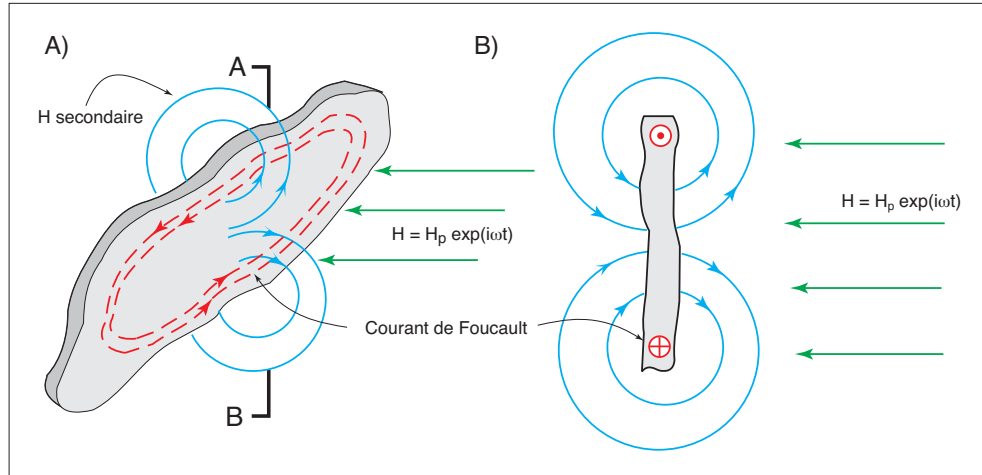 A)
A
H secondaire
H = Hₚ exp(iωt)
Courant de Foucault
B
B)
H = Hₚ exp(iωt)